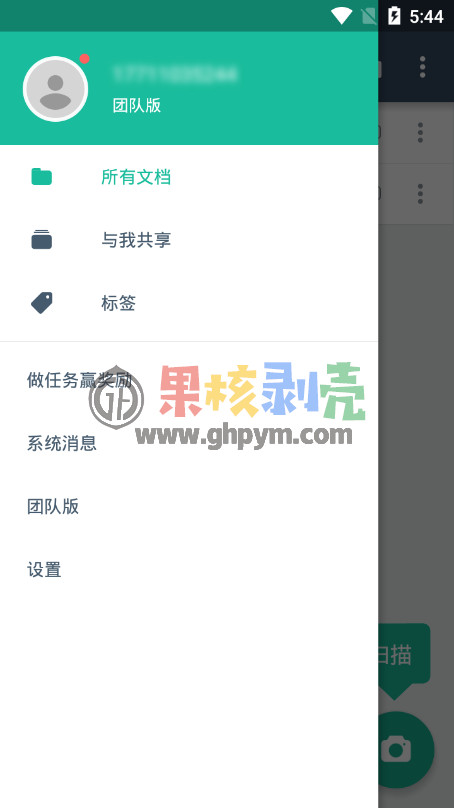 5:44
团队版
所有文档
与我共享
标签
做任务赢奖励
果核剥壳
www.ghpym.com
系统消息
团队版
设置
扫描